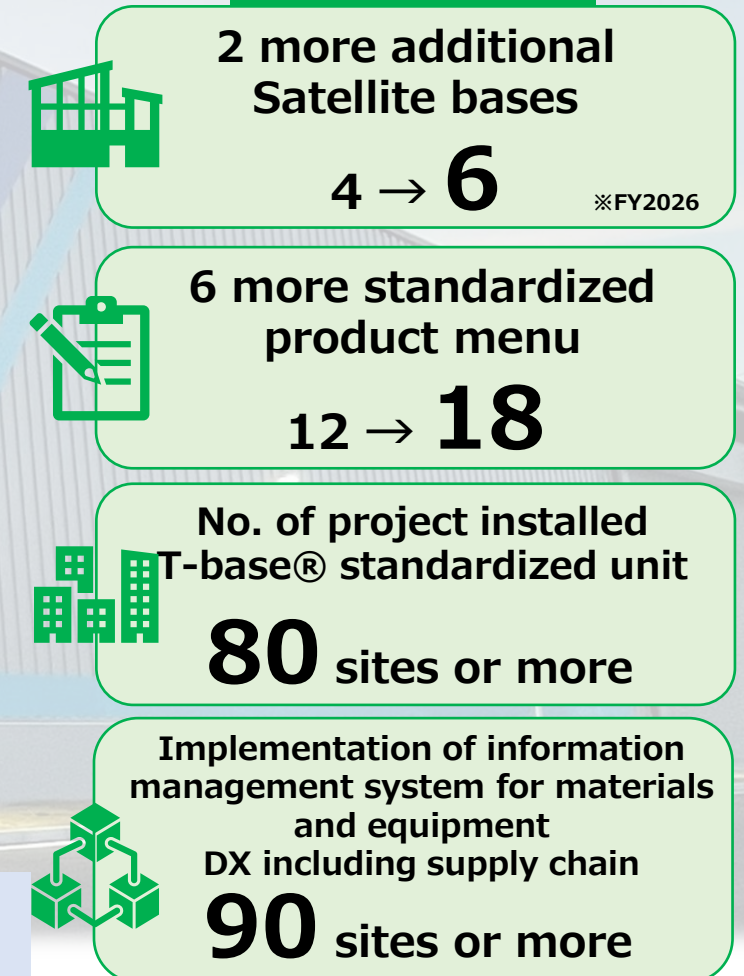 2 more additional
Satellite bases
4 → 6 ※FY2026
6 more standardized
product menu
12 → 18
No. of project installed
T-base® standardized unit
80 sites or more
Implementation of information
management system for materials
and equipment
DX including supply chain
90 sites or more